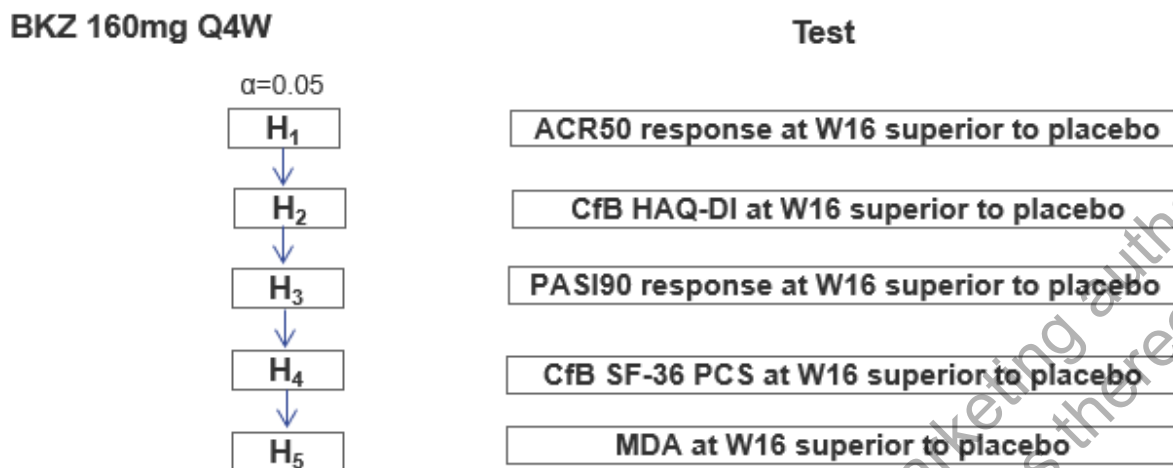 BKZ 160mg Q4W Test
α=0.05
H₁ ACR50 response at W16 superior to placebo
H₂ CfB HAQ-DI at W16 superior to placebo
H₃ PASI90 response at W16 superior to placebo
H₄ CfB SF-36 PCS at W16 superior to placebo
H₅ MDA at W16 superior to placebo